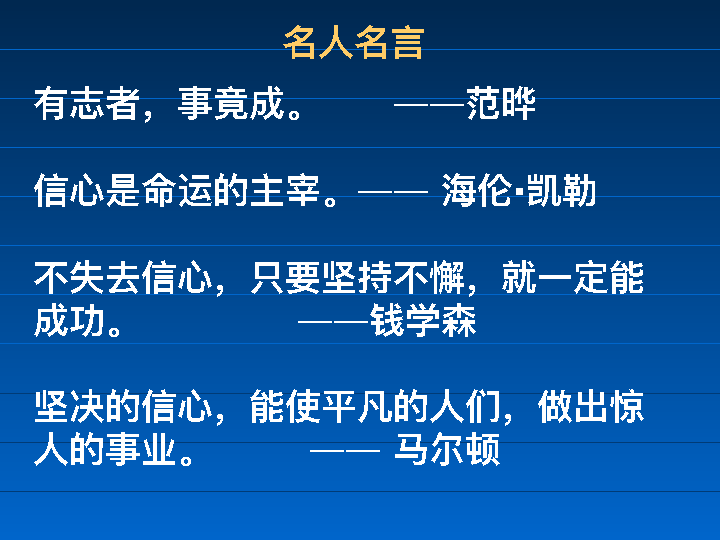 名人名言
有志者，事竟成。 ——范晔
信心是命运的主宰。—— 海伦·凯勒
不失去信心，只要坚持不懈，就一定能
成功。 ——钱学森
坚决的信心，能使平凡的人们，做出惊
人的事业。 —— 马尔顿